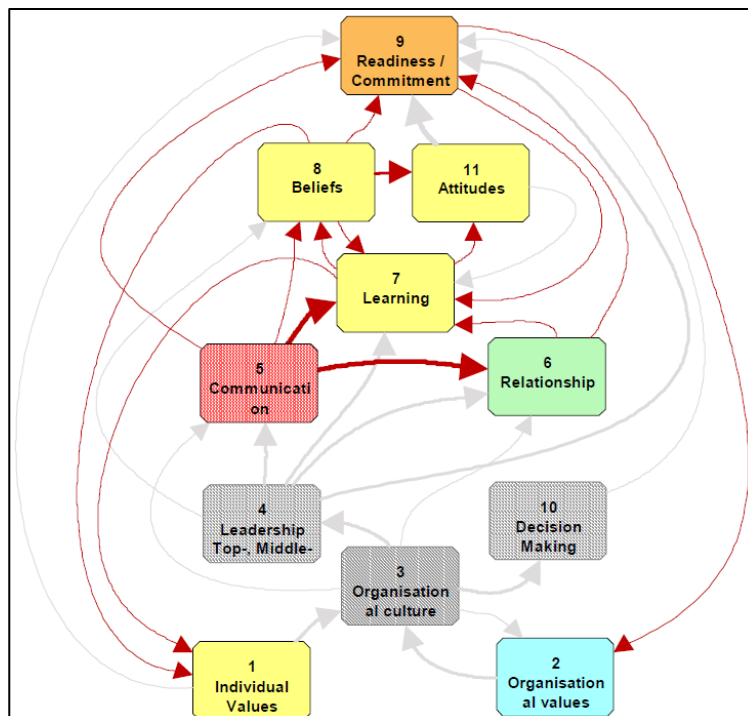 9
Readiness /
Commitment
8
Beliefs
11
Attitudes
7
Learning
5
Communicati
on
6
Relationship
4
Leadership
Top-, Middle-
10
Decision
Making
3
Organisation
al culture
1
Individual
Values
2
Organisation
al values